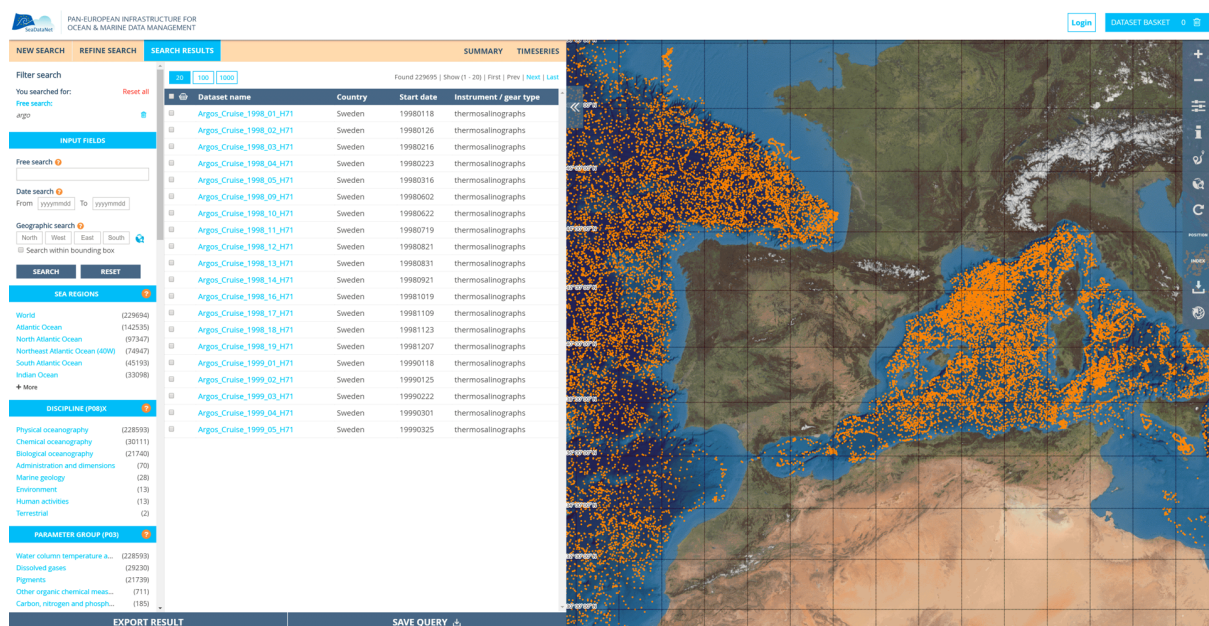 SeaDataNet
PAN-EUROPEAN INFRASTRUCTURE FOR
OCEAN & MARINE DATA
MANAGEMENT
Login
DATASET BASKET 0
NEW SEARCH REFINE SEARCH SEARCH RESULTS SUMMARY TIMESERIES
Filter search
You searched for: Reset all
Free search:
argo
INPUT FIELDS
Free search ?
Date search ?
From yyyymmdd To yyyymmdd
Geographic search ?
North West East South
Search within bounding box
SEARCH RESET
SEA REGIONS ?
World (229694)
Atlantic Ocean (142535)
North Atlantic Ocean (97347)
Northeast Atlantic Ocean (40W) (74947)
South Atlantic Ocean (45193)
Indian Ocean (33098)
+ More
DISCIPLINE (P08)X ?
Physical oceanography (228593)
Chemical oceanography (30111)
Biological oceanography (21740)
Administration and dimensions (70)
Marine geology (28)
Environment (13)
Human activities (13)
Terrestrial (2)
PARAMETER GROUP (P03) ?
Water column temperature a... (228593)
Dissolved gases (29230)
Pigments (21739)
Other organic chemical meas... (711)
Carbon, nitrogen and phosph... (185)
20 100 1000 Found 229695 | Show (1 - 20) | First | Prev | Next | Last
Dataset name Country Start date Instrument / gear type
Argos_Cruise_1998_01_H71 Sweden 19980118 thermosalinographs
Argos_Cruise_1998_02_H71 Sweden 19980126 thermosalinographs
Argos_Cruise_1998_03_H71 Sweden 19980216 thermosalinographs
Argos_Cruise_1998_04_H71 Sweden 19980223 thermosalinographs
Argos_Cruise_1998_05_H71 Sweden 19980316 thermosalinographs
Argos_Cruise_1998_09_H71 Sweden 19980602 thermosalinographs
Argos_Cruise_1998_10_H71 Sweden 19980622 thermosalinographs
Argos_Cruise_1998_11_H71 Sweden 19980719 thermosalinographs
Argos_Cruise_1998_12_H71 Sweden 19980821 thermosalinographs
Argos_Cruise_1998_13_H71 Sweden 19980831 thermosalinographs
Argos_Cruise_1998_14_H71 Sweden 19980921 thermosalinographs
Argos_Cruise_1998_16_H71 Sweden 19981019 thermosalinographs
Argos_Cruise_1998_17_H71 Sweden 19981109 thermosalinographs
Argos_Cruise_1998_18_H71 Sweden 19981123 thermosalinographs
Argos_Cruise_1998_19_H71 Sweden 19981207 thermosalinographs
Argos_Cruise_1999_01_H71 Sweden 19990118 thermosalinographs
Argos_Cruise_1999_02_H71 Sweden 19990125 thermosalinographs
Argos_Cruise_1999_03_H71 Sweden 19990222 thermosalinographs
Argos_Cruise_1999_04_H71 Sweden 19990301 thermosalinographs
Argos_Cruise_1999_05_H71 Sweden 19990325 thermosalinographs
POSITION
INDEX
EXPORT RESULT SAVE QUERY